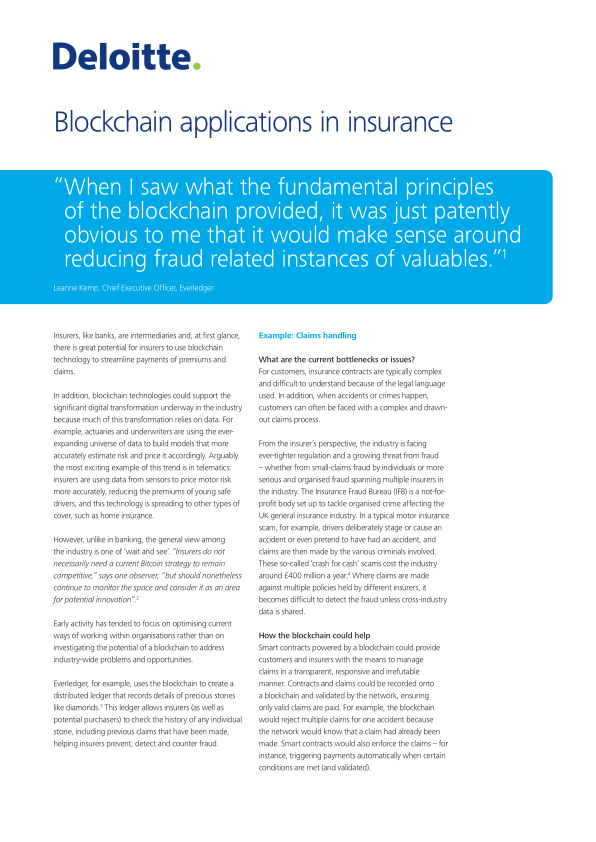 Deloitte.
Blockchain applications in insurance
“When I saw what the fundamental principles
of the blockchain provided, it was just patently
obvious to me that it would make sense around
reducing fraud related instances of valuables.”1
Leanne Kemp, Chief Executive Officer, Everledger
Insurers, like banks, are intermediaries and, at first glance,
there is great potential for insurers to use blockchain
technology to streamline payments of premiums and
claims.
In addition, blockchain technologies could support the
significant digital transformation underway in the industry
because much of this transformation relies on data. For
example, actuaries and underwriters are using the ever-
expanding universe of data to build models that more
accurately estimate risk and price it accordingly. Arguably
the most exciting example of this trend is in telematics:
insurers are using data from sensors to price motor risk
more accurately, reducing the premiums of young safe
drivers, and this technology is spreading to other types of
cover, such as home insurance.
However, unlike in banking, the general view among
the industry is one of ‘wait and see’. “Insurers do not
necessarily need a current Bitcoin strategy to remain
competitive,” says one observer, “but should nonetheless
continue to monitor the space and consider it as an area
for potential innovation”.2
Early activity has tended to focus on optimising current
ways of working within organisations rather than on
investigating the potential of a blockchain to address
industry-wide problems and opportunities.
Everledger, for example, uses the blockchain to create a
distributed ledger that records details of precious stones
like diamonds.3 This ledger allows insurers (as well as
potential purchasers) to check the history of any individual
stone, including previous claims that have been made,
helping insurers prevent, detect and counter fraud.
Example: Claims handling
What are the current bottlenecks or issues?
For customers, insurance contracts are typically complex
and difficult to understand because of the legal language
used. In addition, when accidents or crimes happen,
customers can often be faced with a complex and drawn-
out claims process.
From the insurer’s perspective, the industry is facing
ever-tighter regulation and a growing threat from fraud
– whether from small-claims fraud by individuals or more
serious and organised fraud spanning multiple insurers in
the industry. The Insurance Fraud Bureau (IFB) is a not-for-
profit body set up to tackle organised crime affecting the
UK general insurance industry. In a typical motor insurance
scam, for example, drivers deliberately stage or cause an
accident or even pretend to have had an accident, and
claims are then made by the various criminals involved.
These so-called ‘crash for cash’ scams cost the industry
around £400 million a year.4 Where claims are made
against multiple policies held by different insurers, it
becomes difficult to detect the fraud unless cross-industry
data is shared.
How the blockchain could help
Smart contracts powered by a blockchain could provide
customers and insurers with the means to manage
claims in a transparent, responsive and irrefutable
manner. Contracts and claims could be recorded onto
a blockchain and validated by the network, ensuring
only valid claims are paid. For example, the blockchain
would reject multiple claims for one accident because
the network would know that a claim had already been
made. Smart contracts would also enforce the claims – for
instance, triggering payments automatically when certain
conditions are met (and validated).